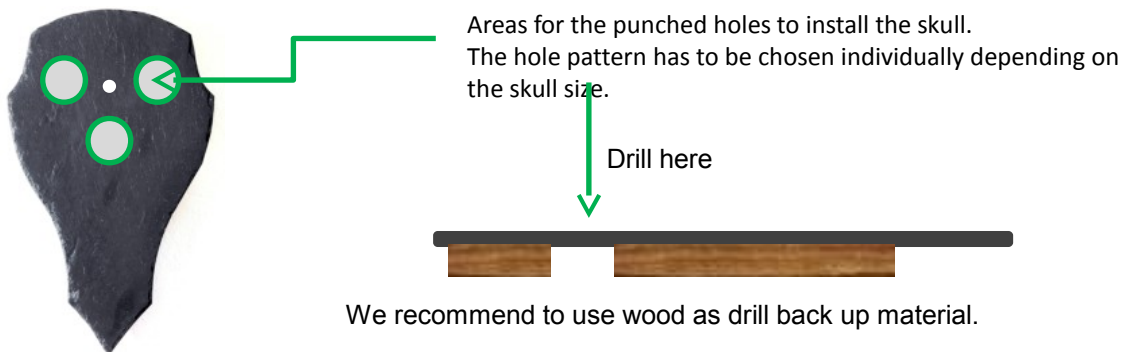 Areas for the punched holes to install the skull.
The hole pattern has to be chosen individually depending on
the skull size.
Drill here
We recommend to use wood as drill back up material.